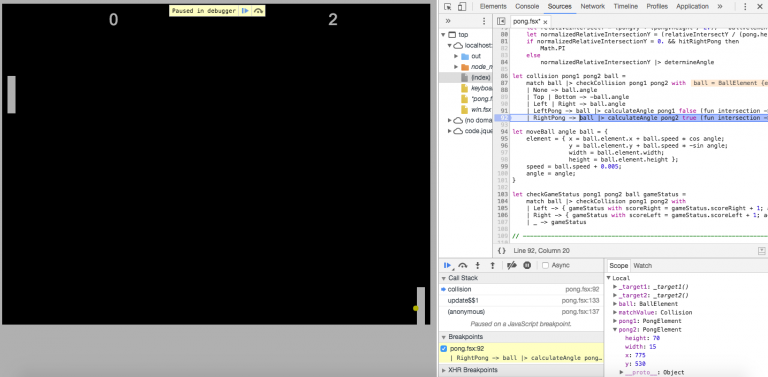 0
2
Paused in debugger
Elements Console Sources Network Timeline Profiles Application »
»
pong.fsx* ×
top
localhost:
out
node_m
(index)
keyboa
*pong.f
win.fsx
(no doma
code.jque
80 let normalizedRelativeIntersectionY = (relativeIntersectY / (pong.he
81 if normalizedRelativeIntersectionY = 0. && hitRightPong then
82 Math.PI
83 else
84 normalizedRelativeIntersectionY |> determineAngle
85
86 let collision pong1 pong2 ball =
87 match ball |> checkCollision pong1 pong2 with ball = BallElement {e
88 | None -> ball.angle
89 | Top | Bottom -> -ball.angle
90 | Left | Right -> ball.angle
91 | LeftPong -> ball |> calculateAngle pong1 false (fun intersection -
92 | RightPong -> ball |> calculateAngle pong2 true (fun intersection -
93
94 let moveBall angle ball = {
95 element = { x = ball.element.x + ball.speed * cos angle;
96 y = ball.element.y + ball.speed * -sin angle;
97 width = ball.element.width;
98 height = ball.element.height };
99 speed = ball.speed + 0.005;
100 angle = angle;
101 }
102
103 let checkGameStatus pong1 pong2 ball gameStatus =
104 match ball |> checkCollision pong1 pong2 with
105 | Left -> { gameStatus with scoreRight = gameStatus.scoreRight + 1; a
106 | Right -> { gameStatus with scoreLeft = gameStatus.scoreLeft + 1; ac
107 | _ -> gameStatus
108
{} Line 92, Column 20
Async
Call Stack
collision pong.fsx:92
update$$1 pong.fsx:133
(anonymous) pong.fsx:137
Paused on a JavaScript breakpoint.
Breakpoints
pong.fsx:92
| RightPong -> ball |> calculateAngle pong…
XHR Breakpoints
Scope Watch
Local
_target1: _target1()
_target2: _target2()
ball: BallElement
matchValue: Collision
pong1: PongElement
pong2: PongElement
height: 70
width: 15
x: 775
y: 530
__proto__: Object